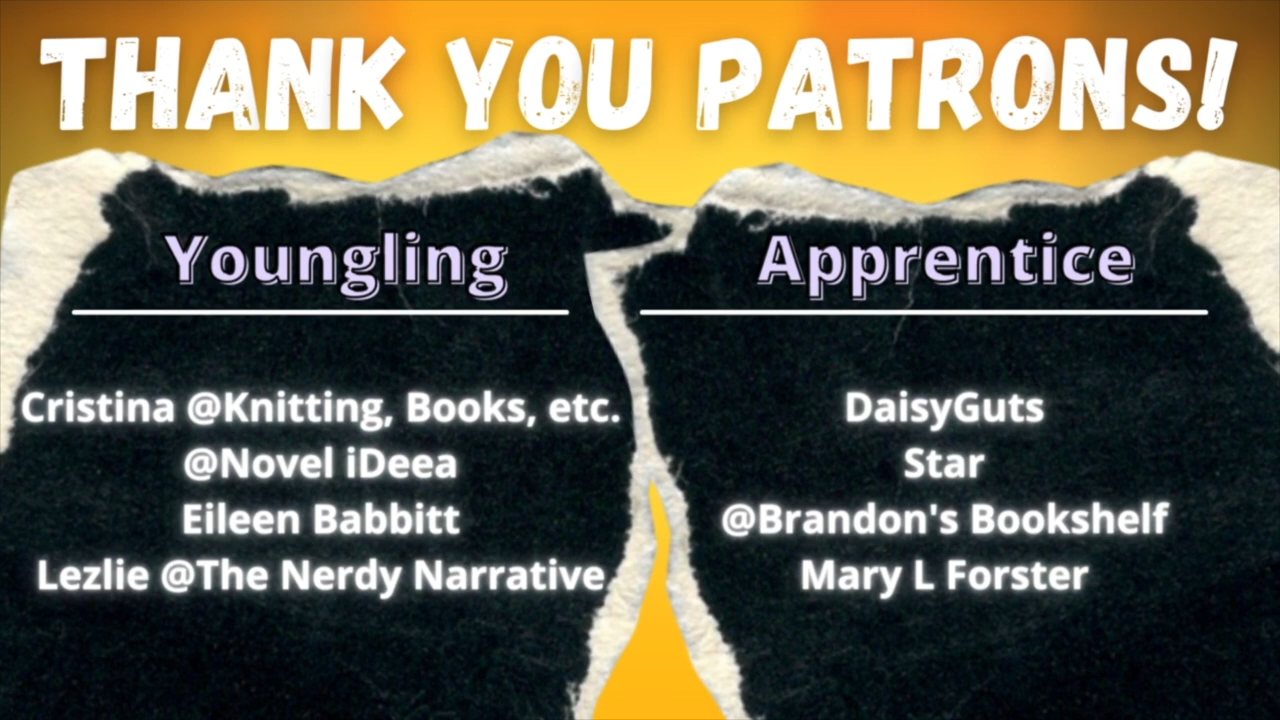 THANK YOU PATRONS!
Youngling
Cristina @Knitting, Books, etc.
@Novel iDeea
Eileen Babbitt
Lezlie @The Nerdy Narrative
Apprentice
DaisyGuts
Star
@Brandon's Bookshelf
Mary L Forster